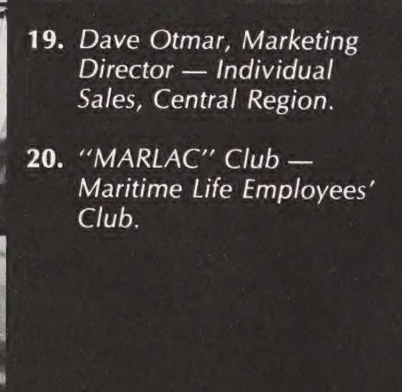 19. Dave Otmar, Marketing
Director — Individual
Sales, Central Region.
20. "MARLAC" Club —
Maritime Life Employees'
Club.